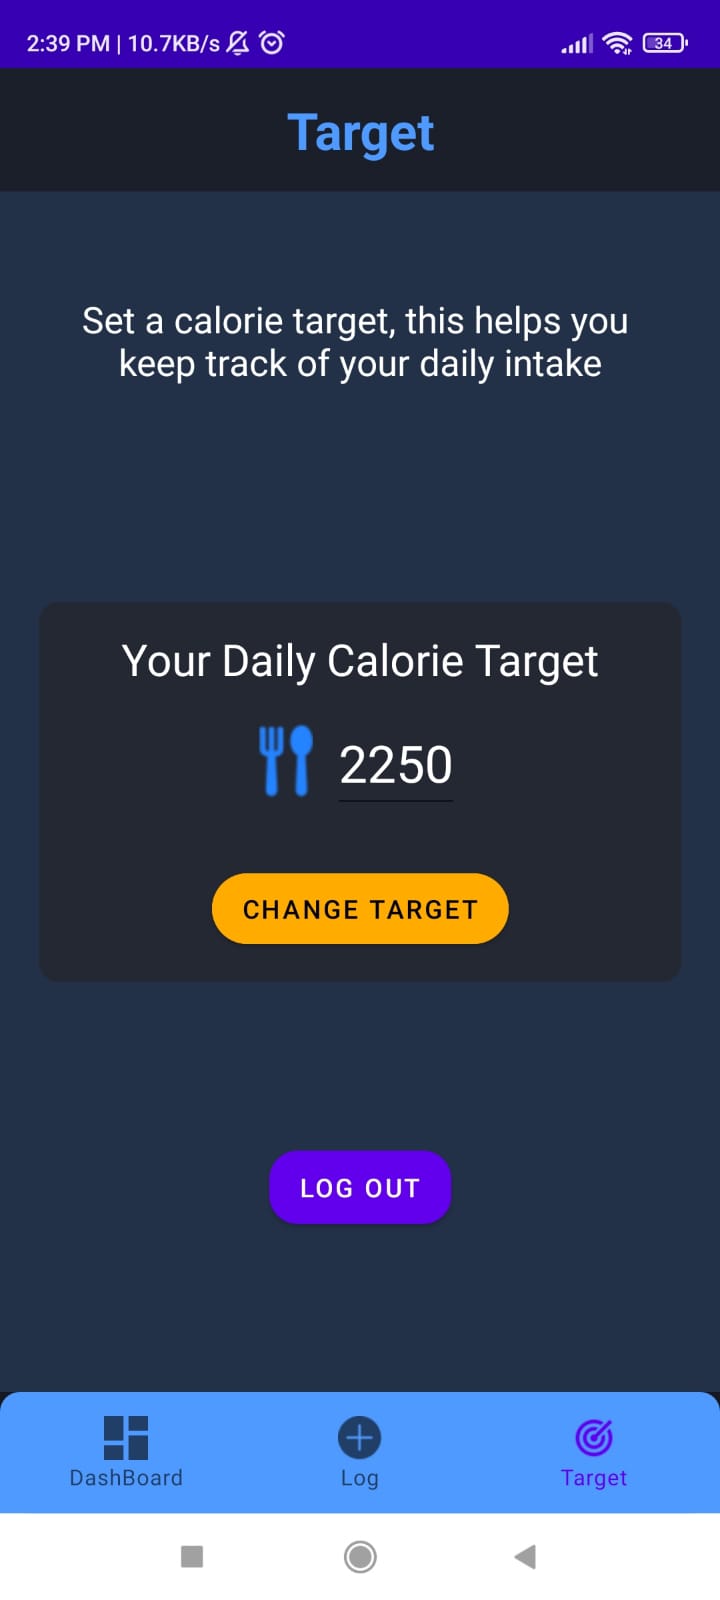 2:39 PM | 10.7KB/s 34
Target
Set a calorie target, this helps you
keep track of your daily intake
Your Daily Calorie Target
2250
CHANGE TARGET
LOG OUT
DashBoard Log Target